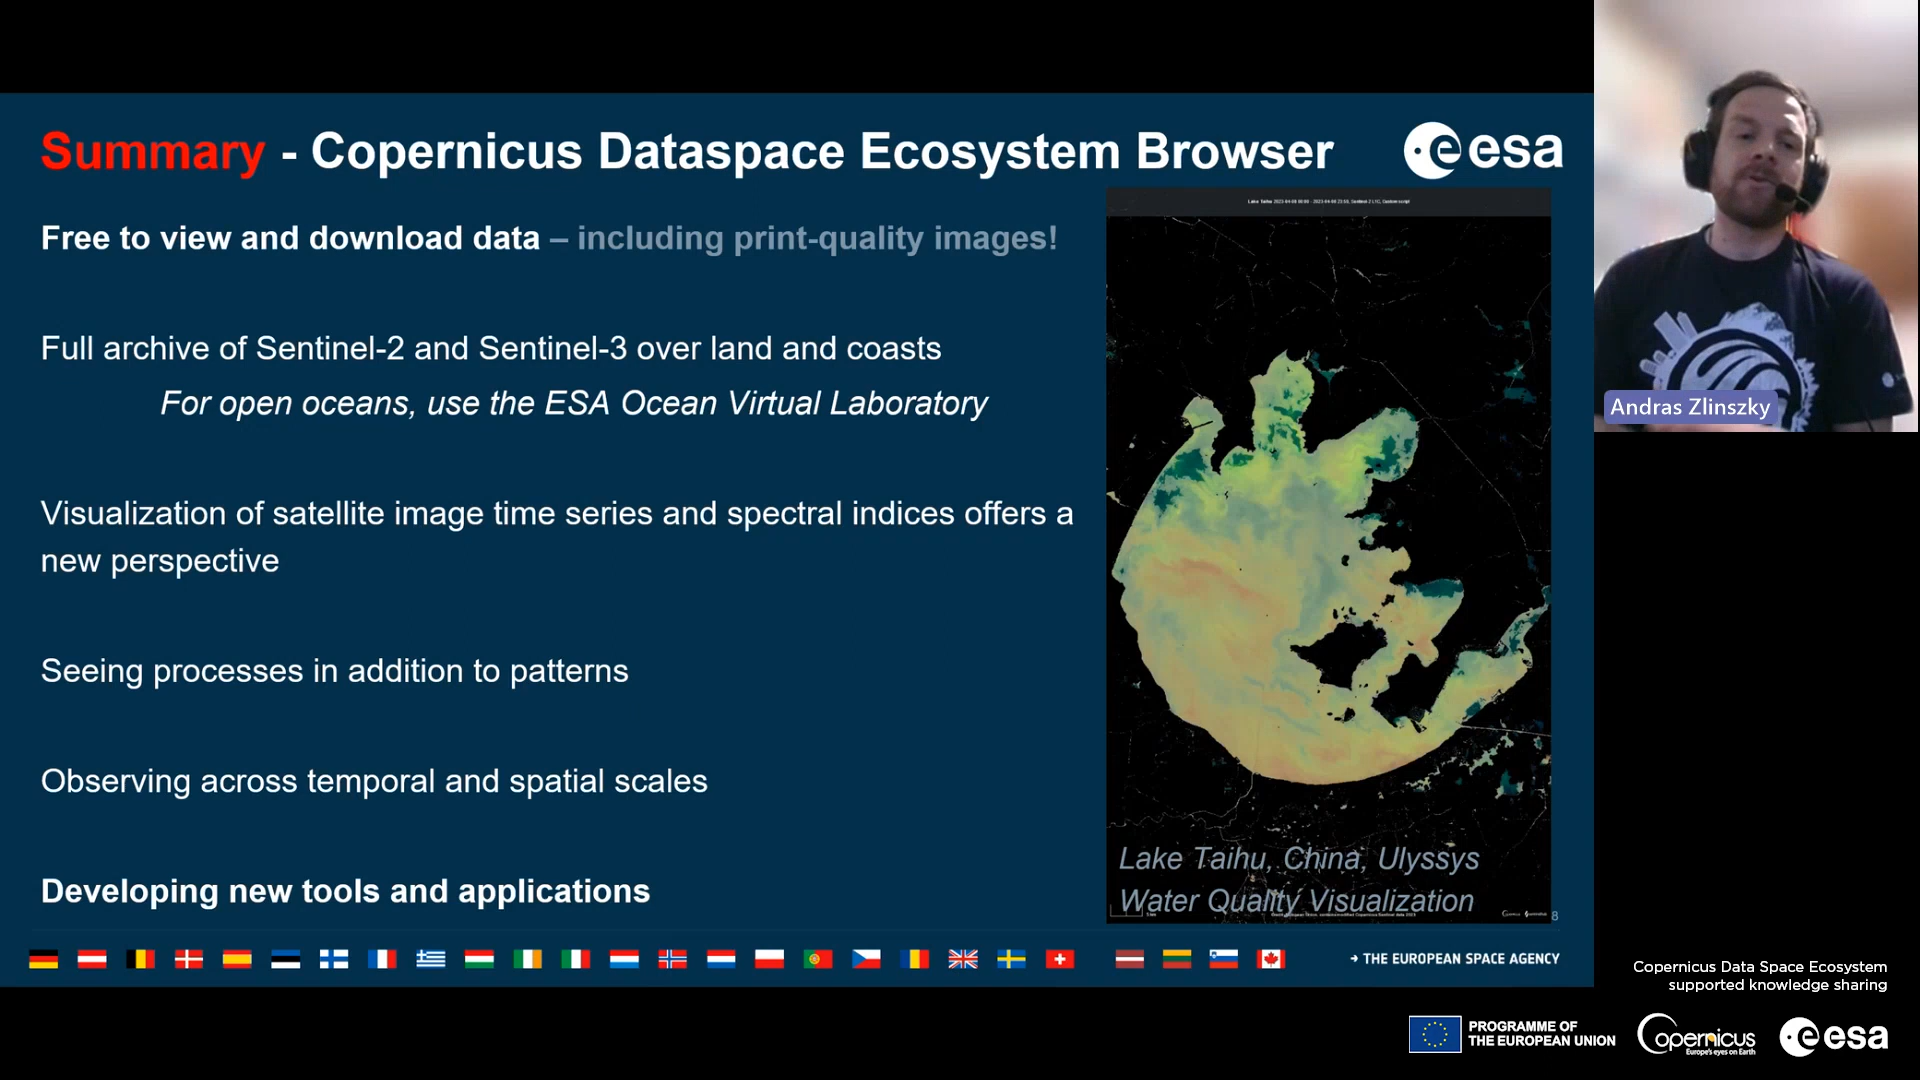 Summary - Copernicus Dataspace Ecosystem Browser
esa
Free to view and download data – including print-quality images!
Full archive of Sentinel-2 and Sentinel-3 over land and coasts
For open oceans, use the ESA Ocean Virtual Laboratory
Visualization of satellite image time series and spectral indices offers a
new perspective
Seeing processes in addition to patterns
Observing across temporal and spatial scales
Developing new tools and applications
Lake Taihu, China, Ulyssys
Water Quality Visualization
8
→ THE EUROPEAN SPACE AGENCY
Andras Zlinszky
Copernicus Data Space Ecosystem
supported knowledge sharing
PROGRAMME OF
THE EUROPEAN UNION
Copernicus
Europe's eyes on Earth
esa